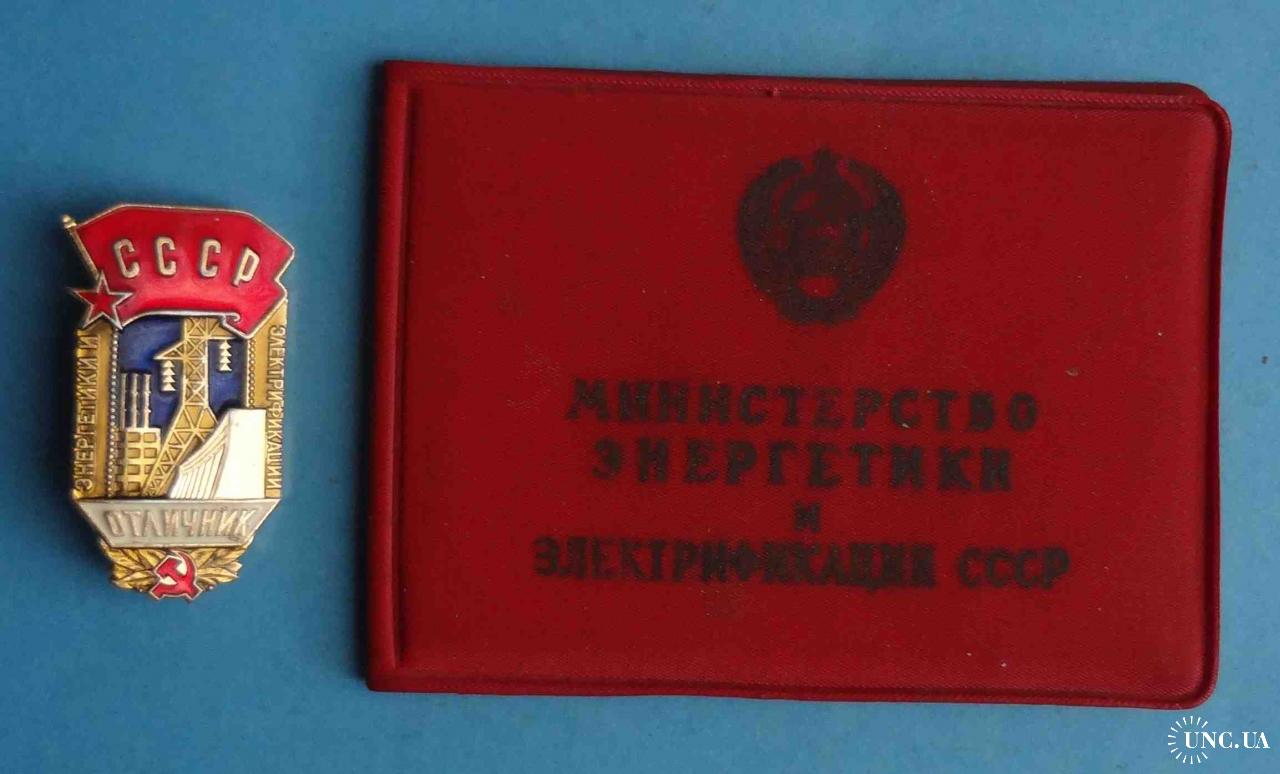 СССР
ЭНЕРГЕТИКИ И
ЭЛЕКТРИФИКАЦИИ
ОТЛИЧНИК
МИНИСТЕРСТВО
ЭНЕРГЕТИКИ
И
ЭЛЕКТРИФИКАЦИИ СССР
UNC.UA